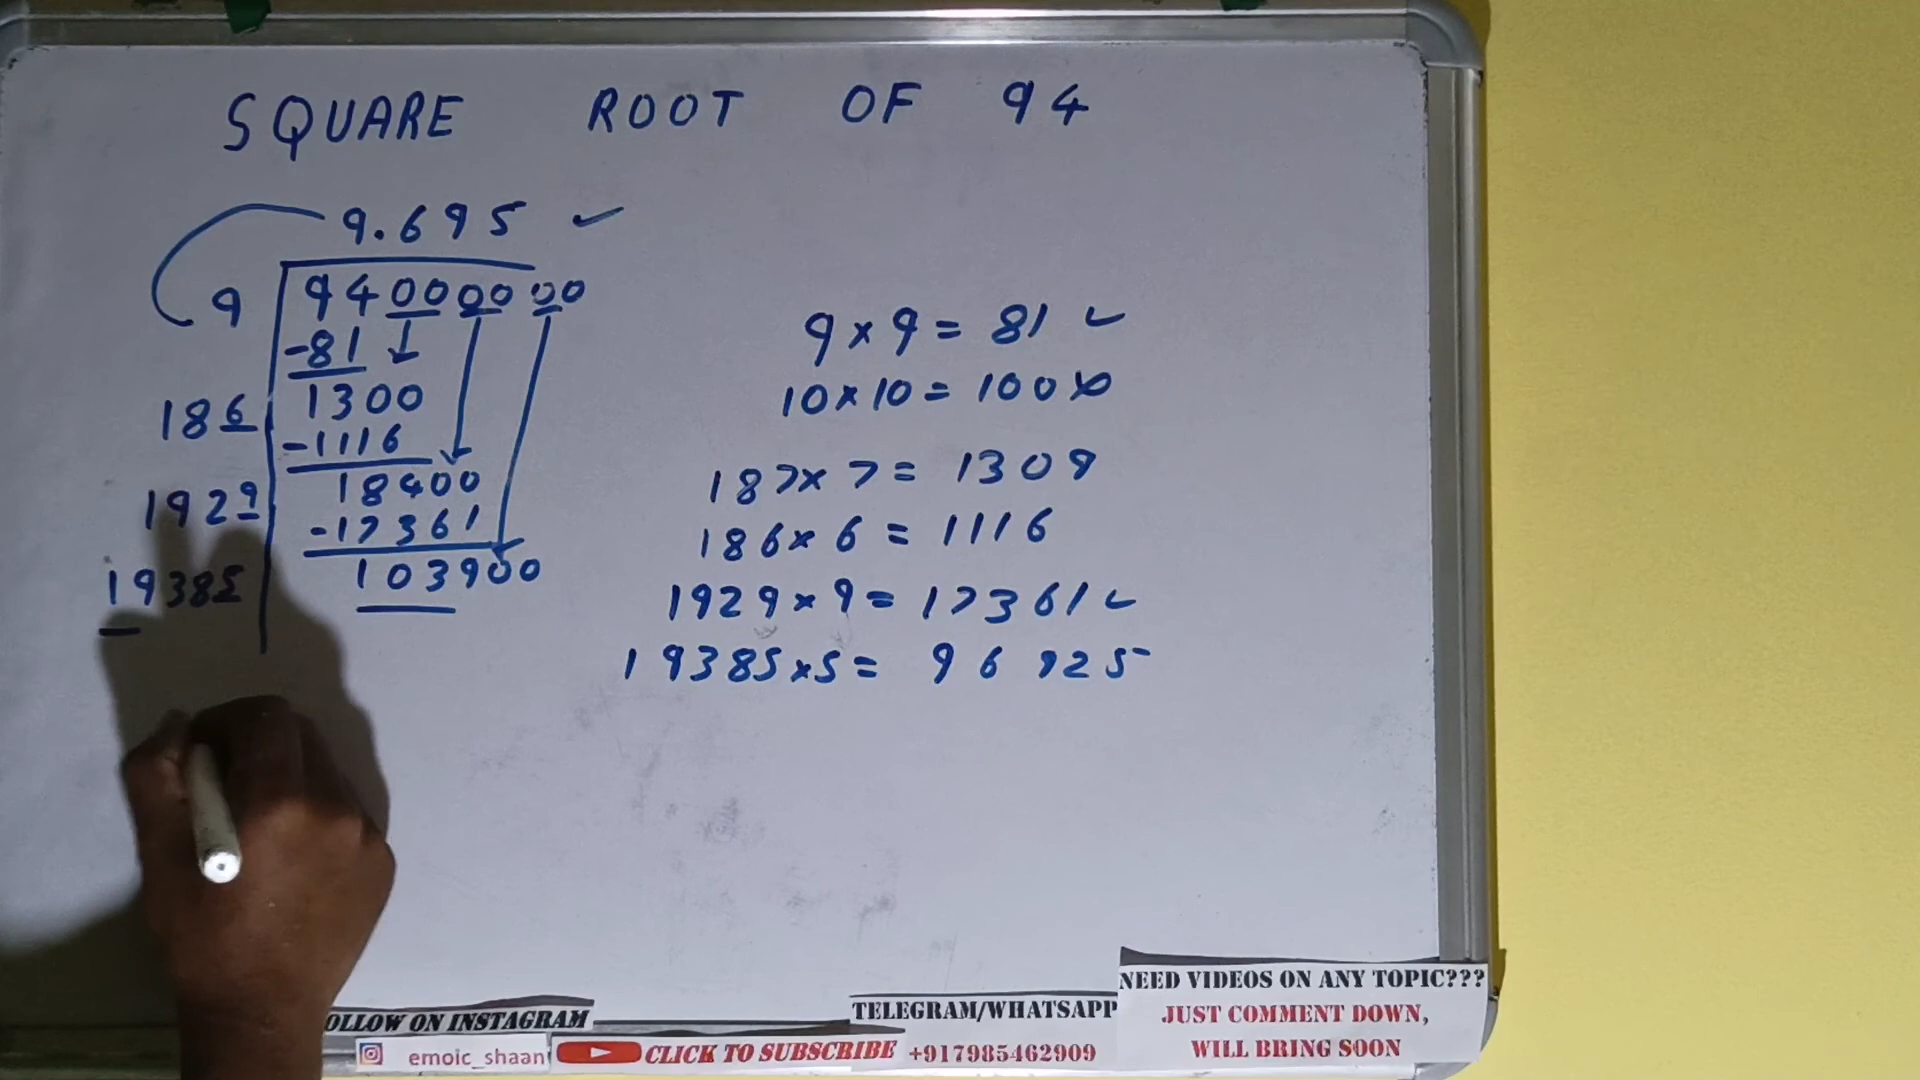 SQUARE ROOT OF 94
9.695 ✓
9 94000000
-81
186 1300
-1116
1929 18400
-17361
19385 103900
9 × 9 = 81 ✓
10 × 10 = 100 ×
187 × 7 = 1309
186 × 6 = 1116
1929 × 9 = 17361 ✓
19385 × 5 = 96925
OLLOW ON INSTAGRAM
emoic_shaan
CLICK TO SUBSCRIBE
TELEGRAM/WHATSAPP
+917985462909
NEED VIDEOS ON ANY TOPIC???
JUST COMMENT DOWN,
WILL BRING SOON